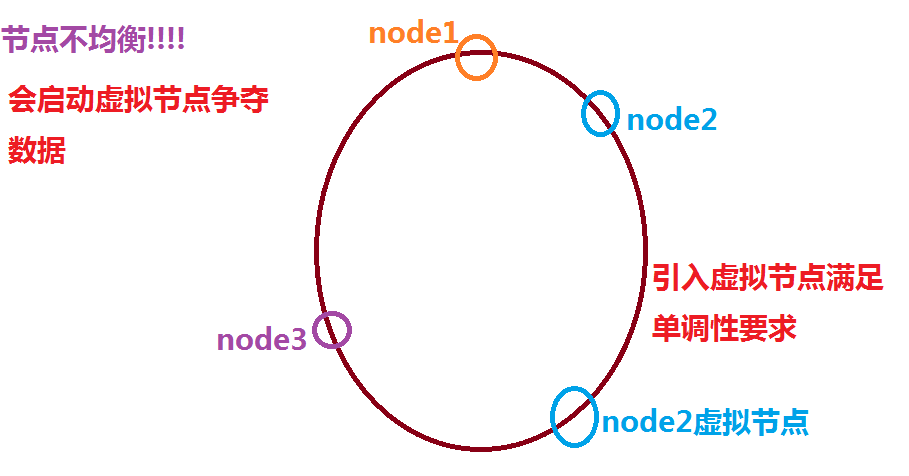 节点不均衡!!!!
会启动虚拟节点争夺
数据
node1
node2
引入虚拟节点满足
单调性要求
node3
node2虚拟节点